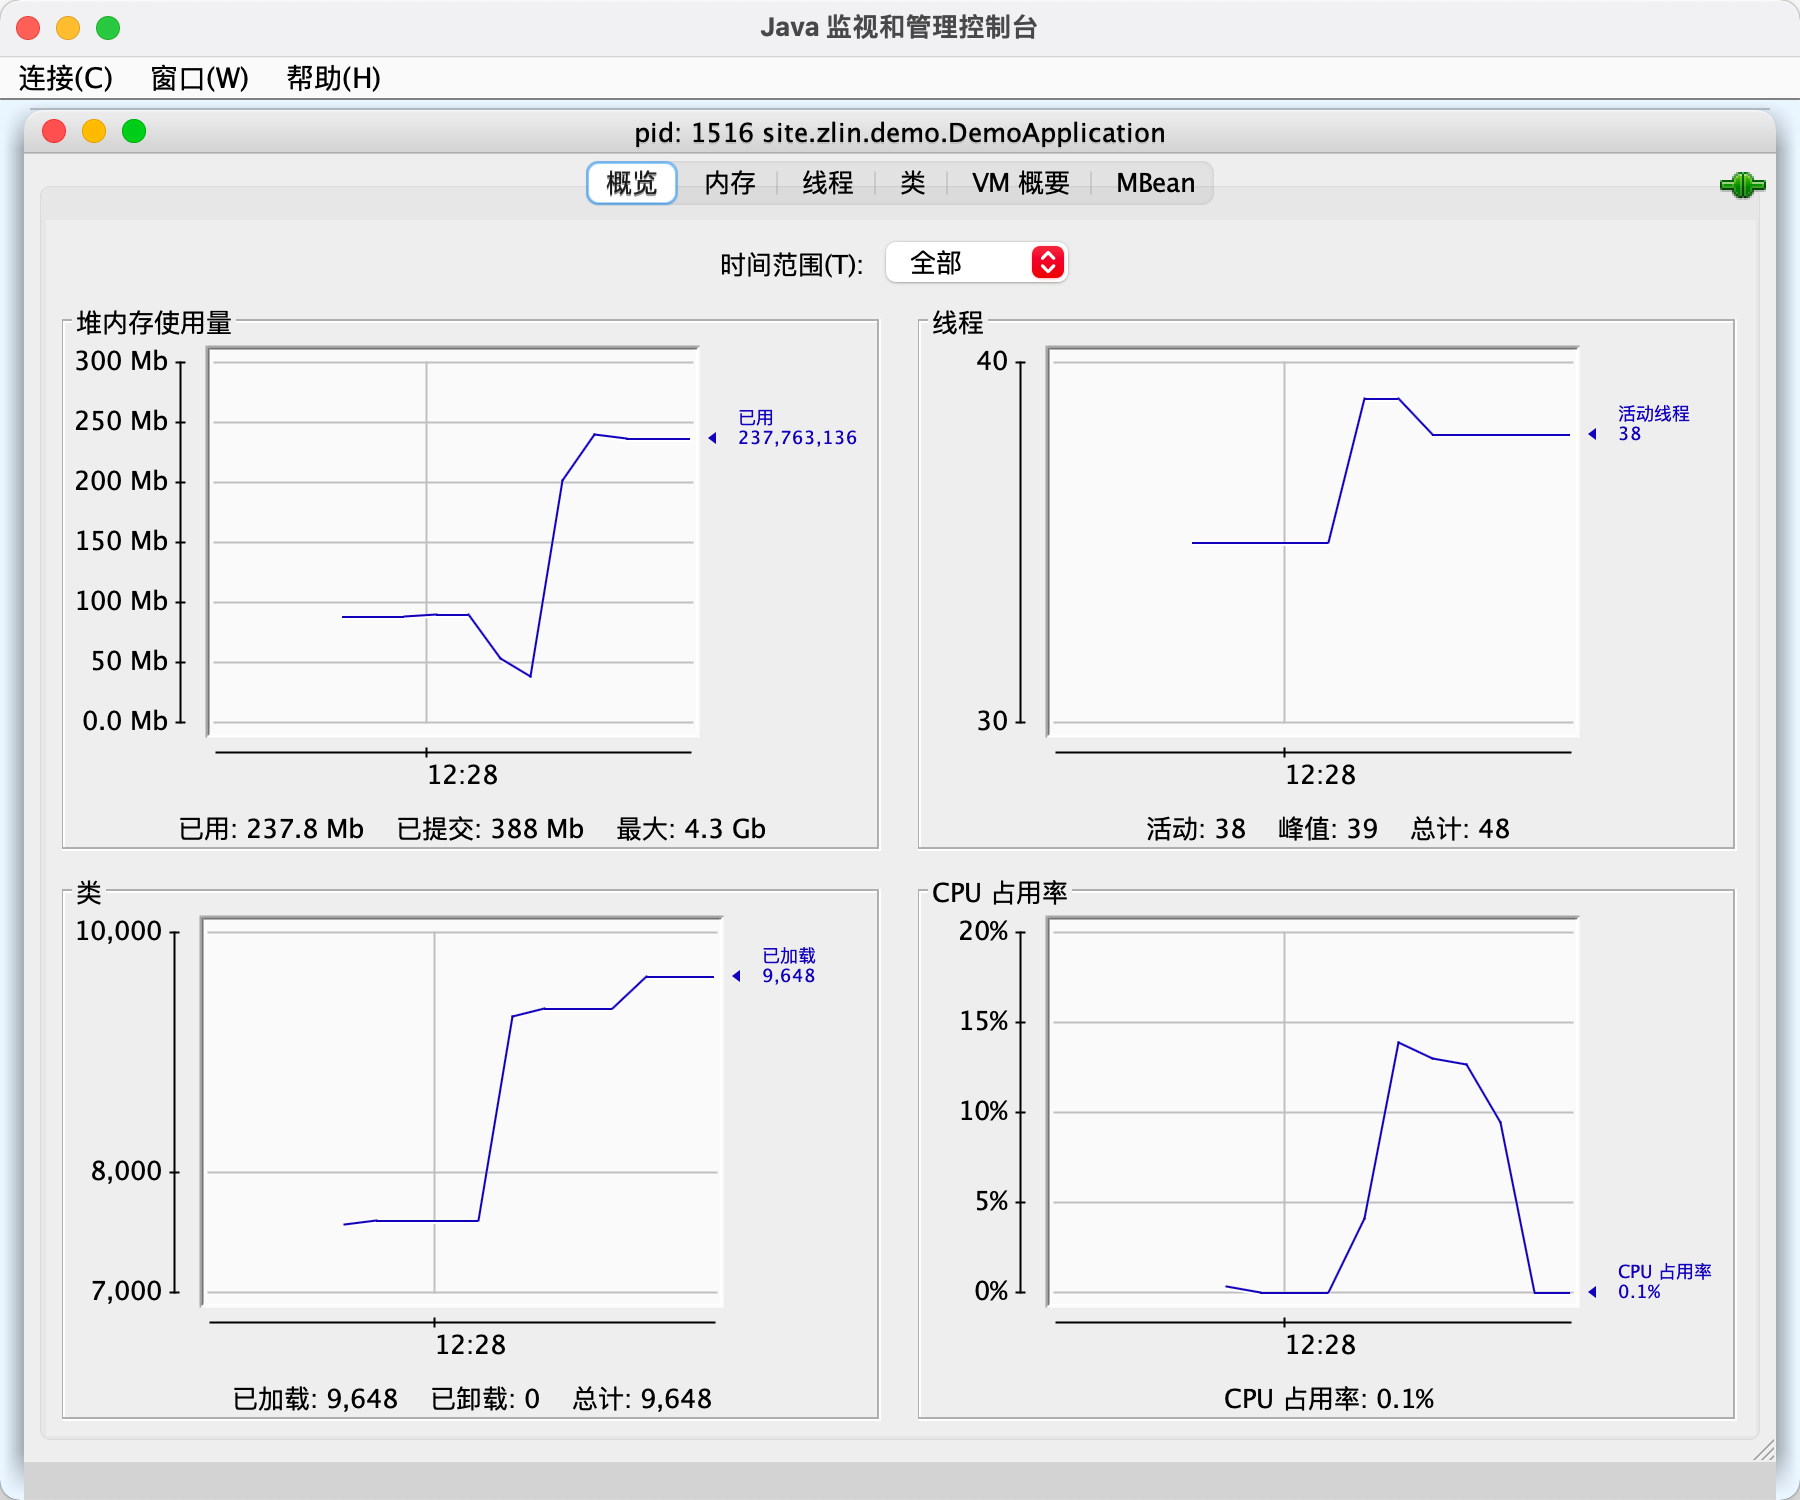 Java 监视和管理控制台
连接(C) 窗口(W) 帮助(H)
pid: 1516 site.zlin.demo.DemoApplication
概览 内存 线程 类 VM 概要 MBean
时间范围(T): 全部
堆内存使用量
300 Mb
250 Mb
200 Mb
150 Mb
100 Mb
50 Mb
0.0 Mb
已用
237,763,136
12:28
已用: 237.8 Mb 已提交: 388 Mb 最大: 4.3 Gb
线程
40
30
活动线程
38
12:28
活动: 38 峰值: 39 总计: 48
类
10,000
8,000
7,000
已加载
9,648
12:28
已加载: 9,648 已卸载: 0 总计: 9,648
CPU 占用率
20%
15%
10%
5%
0%
CPU 占用率
0.1%
12:28
CPU 占用率: 0.1%